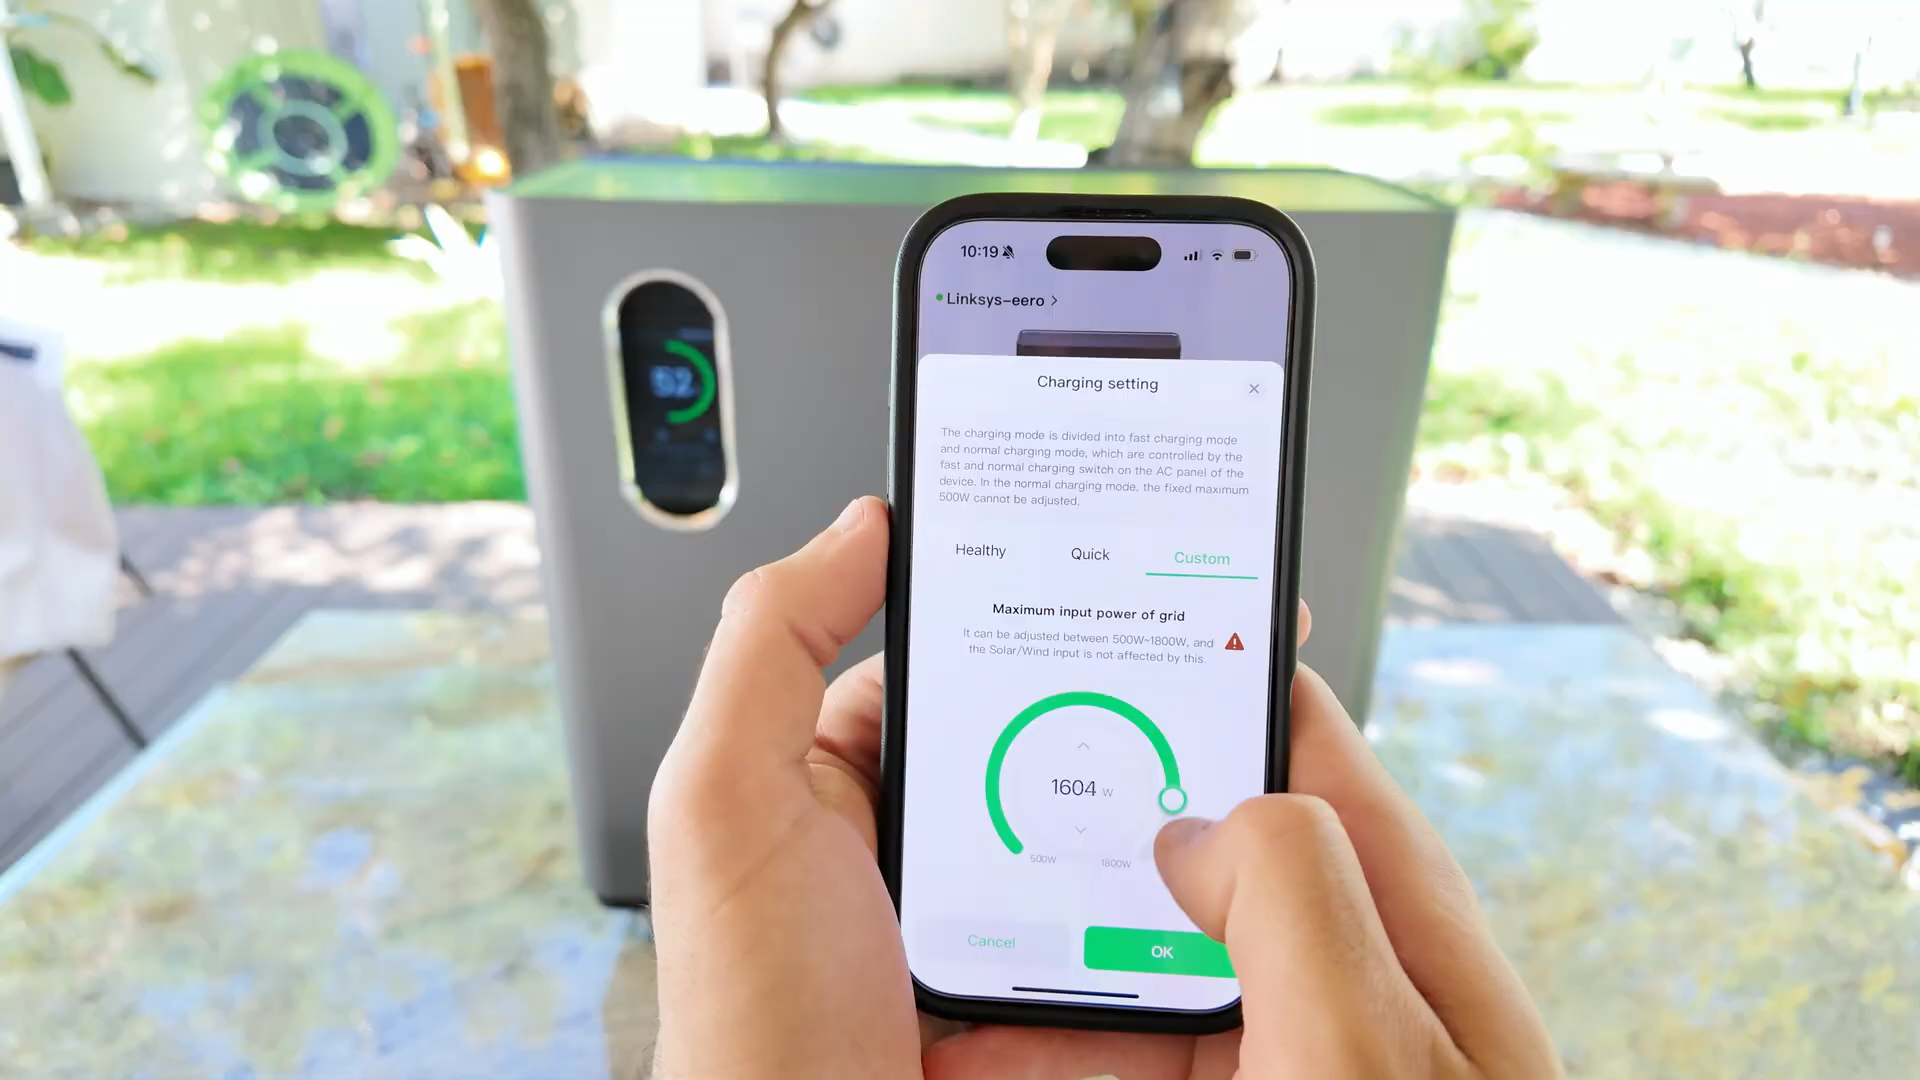 10:19
Linksys-eero >
Charging setting
The charging mode is divided into fast charging mode
and normal charging mode, which are controlled by the
fast and normal charging switch on the AC panel of the
device. In the normal charging mode, the fixed maximum
500W cannot be adjusted.
Healthy Quick Custom
Maximum input power of grid
It can be adjusted between 500W~1800W, and
the Solar/Wind input is not affected by this.
1604 W
500W 1800W
Cancel OK
52